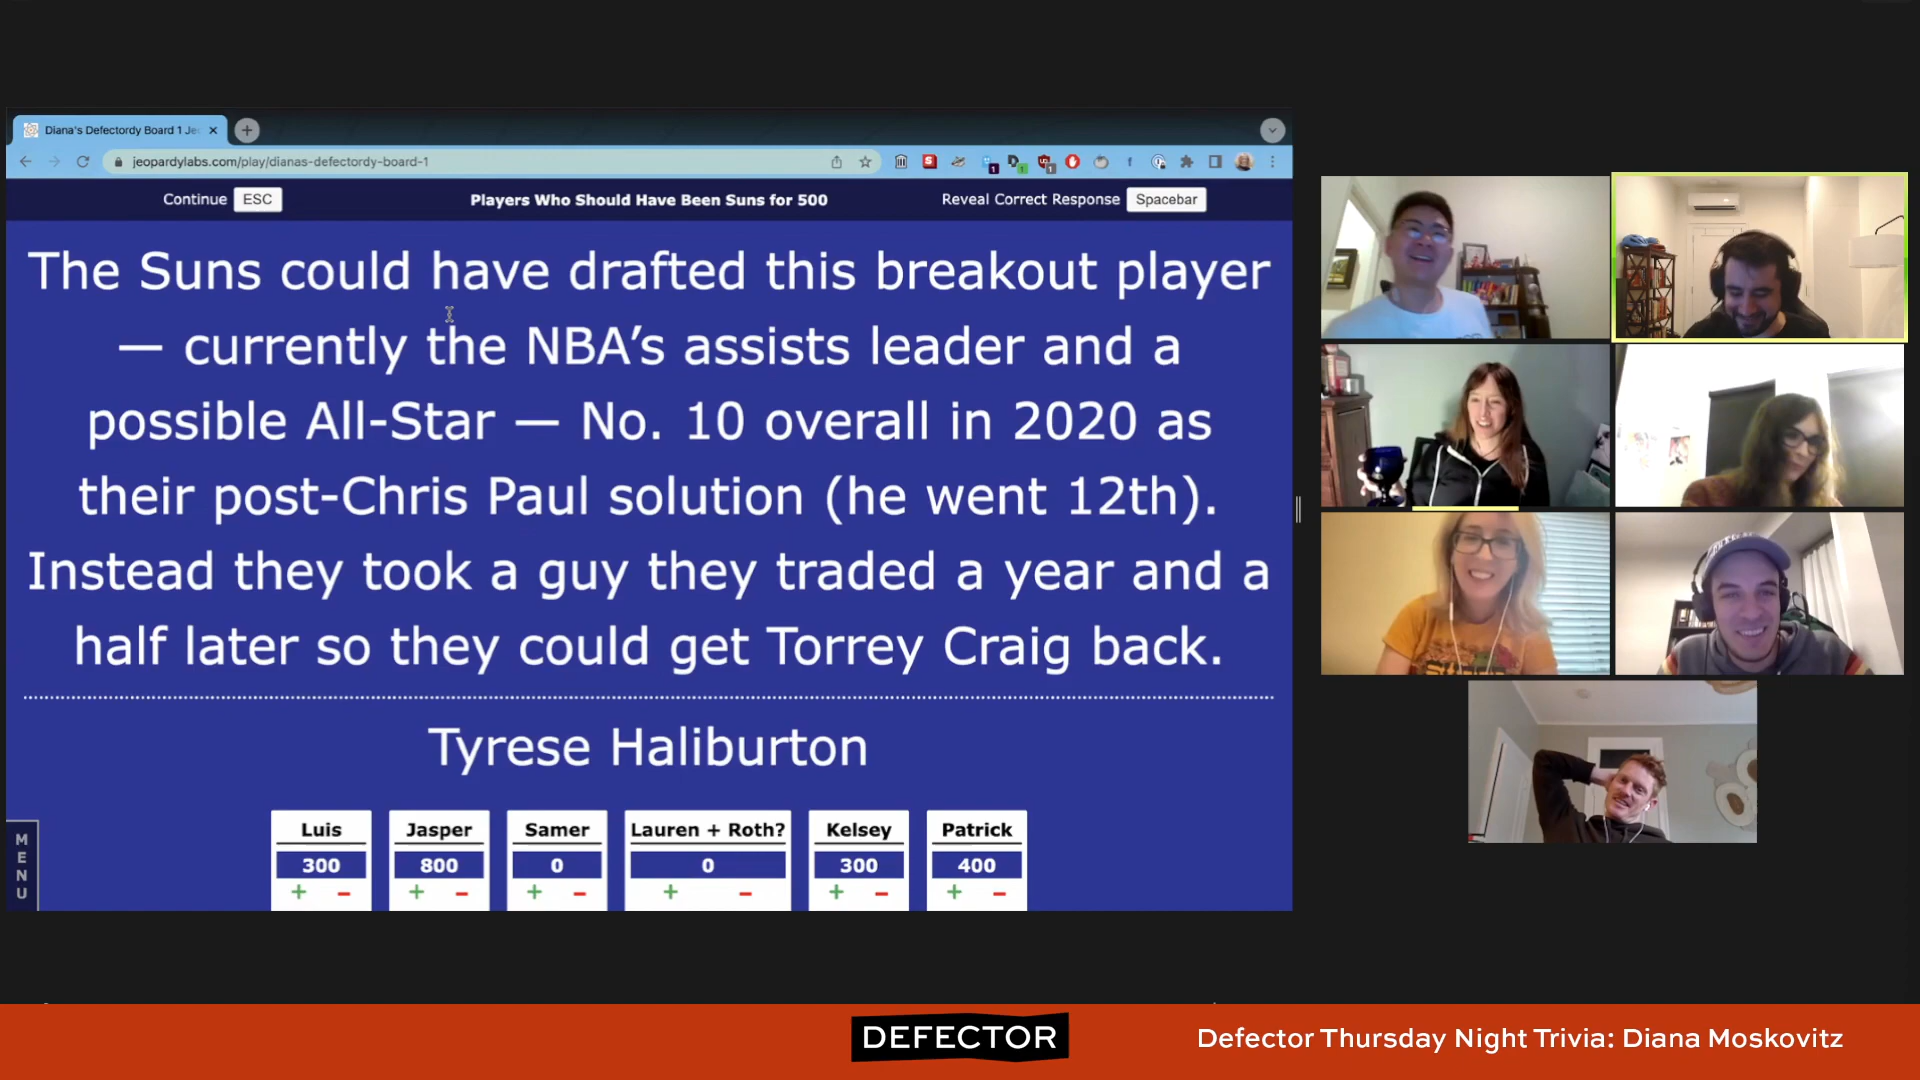 Diana's Defectordy Board 1 Je
jeopardylabs.com/play/dianas-defectordy-board-1
Continue ESC
Players Who Should Have Been Suns for 500
Reveal Correct Response Spacebar
The Suns could have drafted this breakout player
— currently the NBA’s assists leader and a
possible All-Star — No. 10 overall in 2020 as
their post-Chris Paul solution (he went 12th).
Instead they took a guy they traded a year and a
half later so they could get Torrey Craig back.
Tyrese Haliburton
MENU
Luis Jasper Samer Lauren + Roth? Kelsey Patrick
300 800 0 0 300 400
+ − + − + − + − + − + −
DEFECTOR
Defector Thursday Night Trivia: Diana Moskovitz